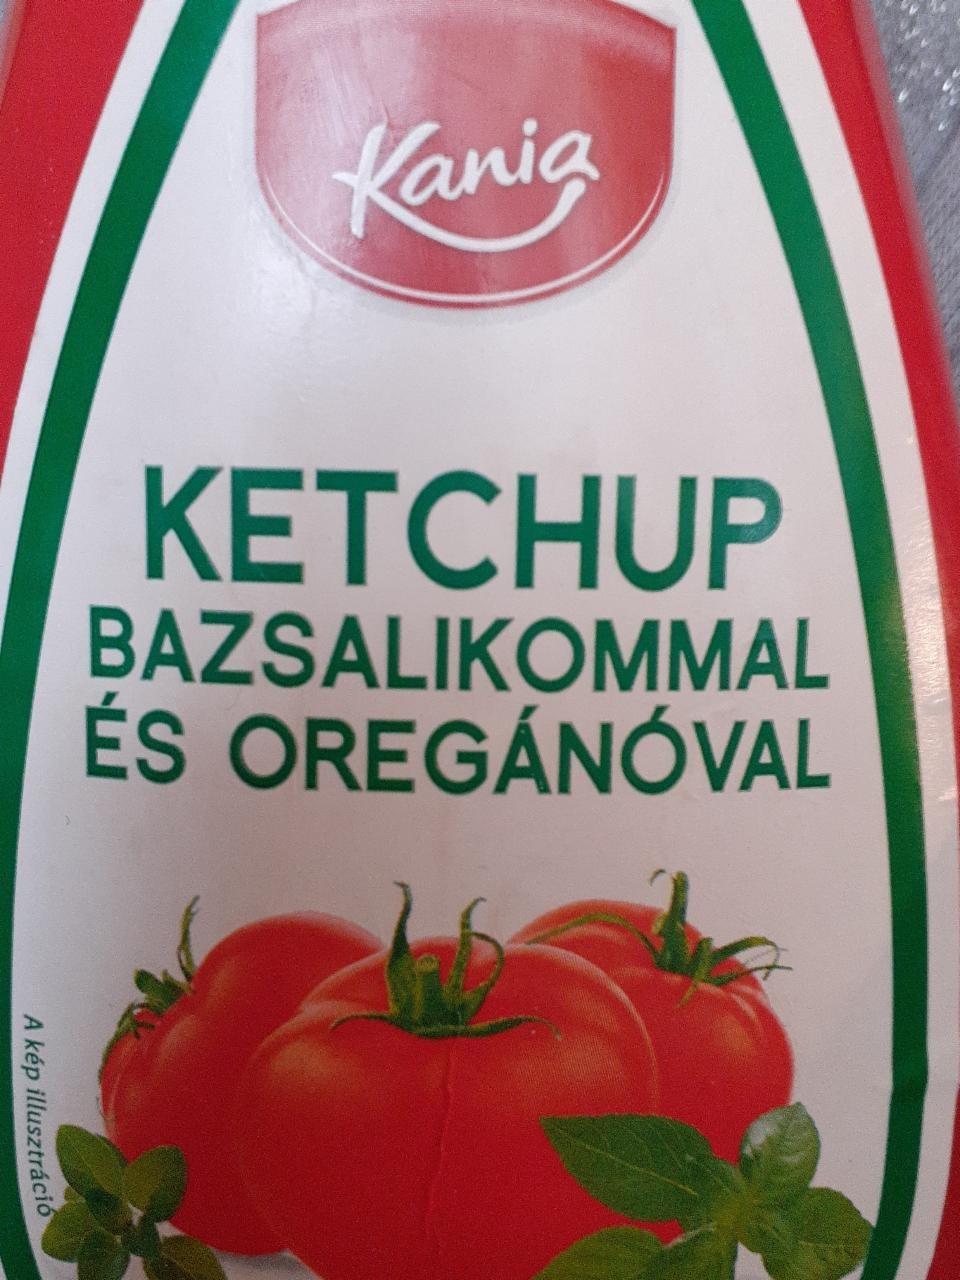 Kania
KETCHUP
BAZSALIKOMMAL
ÉS OREGÁNÓVAL
A kép illusztráció